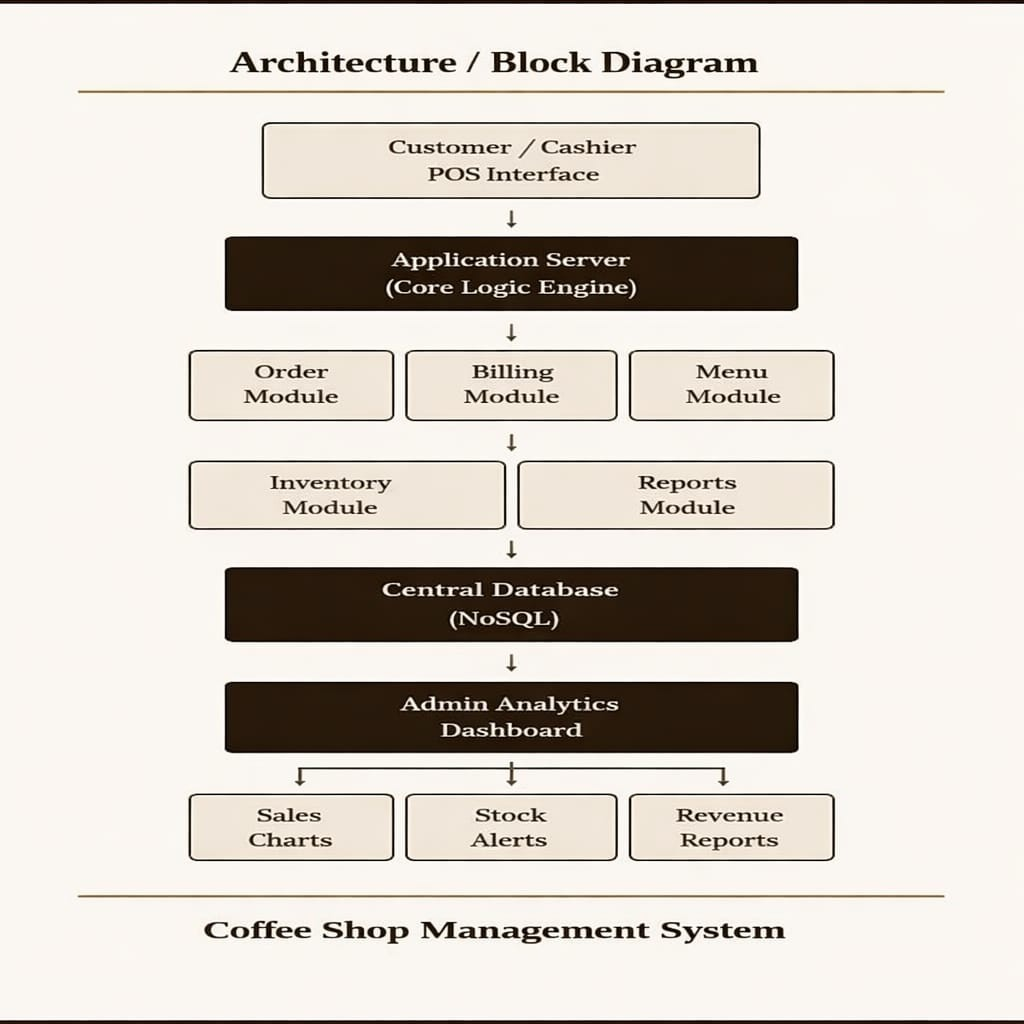 Architecture / Block Diagram
Customer / Cashier
POS Interface
Application Server
(Core Logic Engine)
Order
Module
Billing
Module
Menu
Module
Inventory
Module
Reports
Module
Central Database
(NoSQL)
Admin Analytics
Dashboard
Sales
Charts
Stock
Alerts
Revenue
Reports
Coffee Shop Management System